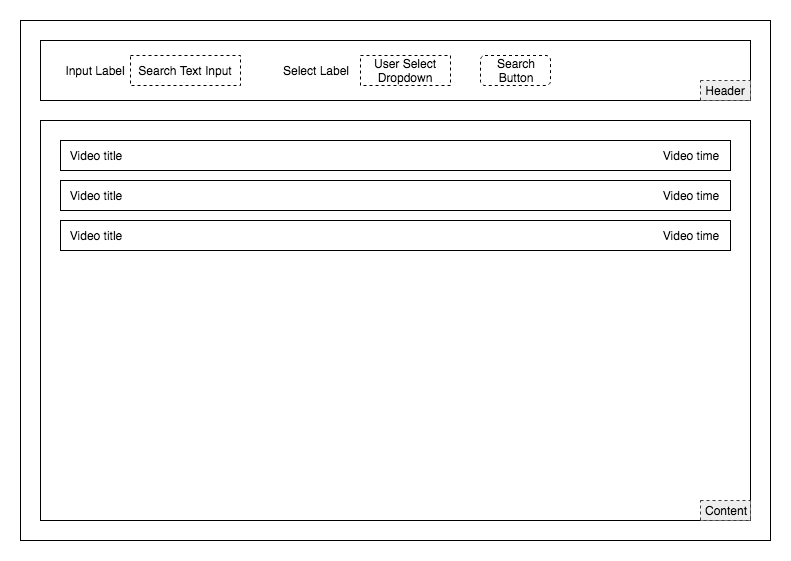 Input Label
Search Text Input
Select Label
User Select
Dropdown
Search
Button
Header
Video title
Video time
Video title
Video time
Video title
Video time
Content